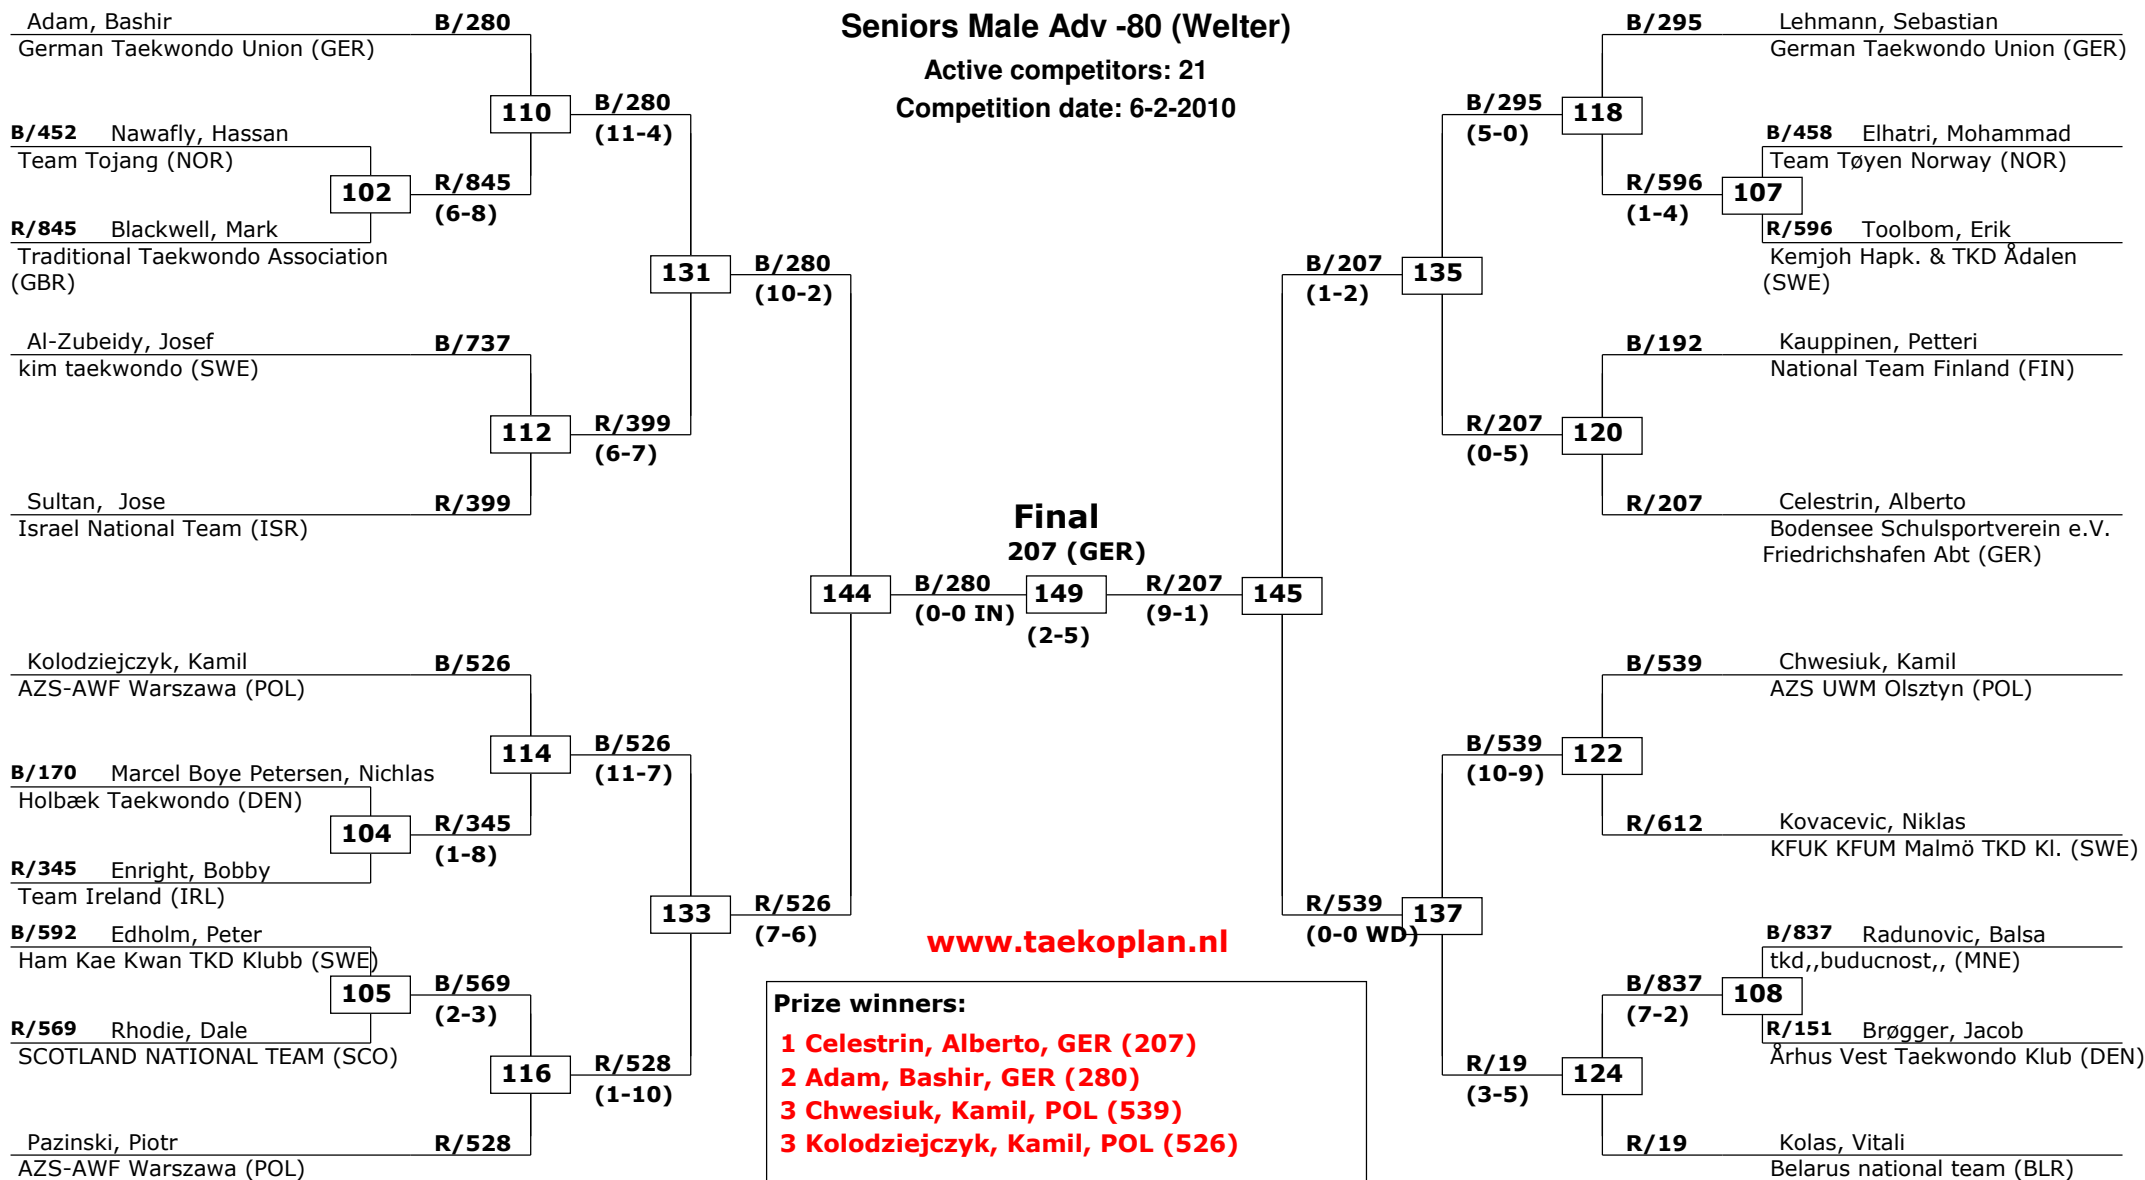 Seniors Male Adv -80 (Welter)
Active competitors: 21
Competition date: 6-2-2010
Adam, Bashir
B/280
German Taekwondo Union (GER)
110
B/280
(11-4)
B/452 Nawafly, Hassan
Team Tojang (NOR)
102
R/845
(6-8)
R/845 Blackwell, Mark
Traditional Taekwondo Association
(GBR)
131
B/280
(10-2)
Al-Zubeidy, Josef
B/737
kim taekwondo (SWE)
112
R/399
(6-7)
Sultan, Jose
R/399
Israel National Team (ISR)
144
B/280
(0-0 IN)
Kolodziejczyk, Kamil
B/526
AZS-AWF Warszawa (POL)
114
B/526
(11-7)
B/170 Marcel Boye Petersen, Nichlas
Holbæk Taekwondo (DEN)
104
R/345
(1-8)
R/345 Enright, Bobby
Team Ireland (IRL)
133
R/526
(7-6)
B/592 Edholm, Peter
Ham Kae Kwan TKD Klubb (SWE)
105
B/569
(2-3)
R/569 Rhodie, Dale
SCOTLAND NATIONAL TEAM (SCO)
116
R/528
(1-10)
Pazinski, Piotr
R/528
AZS-AWF Warszawa (POL)
Final
207 (GER)
149
(2-5)
R/207
(9-1)
145
B/295
Lehmann, Sebastian
German Taekwondo Union (GER)
B/295
(5-0)
118
B/458 Elhatri, Mohammad
Team Tøyen Norway (NOR)
R/596
(1-4)
107
R/596 Toolbom, Erik
Kemjoh Hapk. & TKD Ådalen
(SWE)
B/207
(1-2)
135
B/192
Kauppinen, Petteri
National Team Finland (FIN)
R/207
(0-5)
120
R/207
Celestrin, Alberto
Bodensee Schulsportverein e.V.
Friedrichshafen Abt (GER)
B/539
Chwesiuk, Kamil
AZS UWM Olsztyn (POL)
B/539
(10-9)
122
R/612
Kovacevic, Niklas
KFUK KFUM Malmö TKD Kl. (SWE)
R/539
(0-0 WD)
137
B/837 Radunovic, Balsa
tkd,,buducnost,, (MNE)
B/837
(7-2)
108
R/151 Brøgger, Jacob
Århus Vest Taekwondo Klub (DEN)
R/19
(3-5)
124
R/19
Kolas, Vitali
Belarus national team (BLR)
www.taekoplan.nl
Prize winners:
1 Celestrin, Alberto, GER (207)
2 Adam, Bashir, GER (280)
3 Chwesiuk, Kamil, POL (539)
3 Kolodziejczyk, Kamil, POL (526)